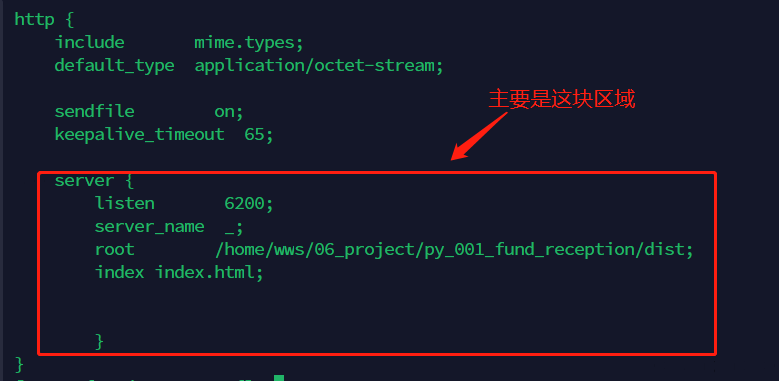 http {
    include       mime.types;
    default_type  application/octet-stream;
主要是这块区域
    sendfile        on;
    keepalive_timeout  65;
    server {
        listen       6200;
        server_name  _;
        root        /home/wws/06_project/py_001_fund_reception/dist;
        index index.html;
        }
}